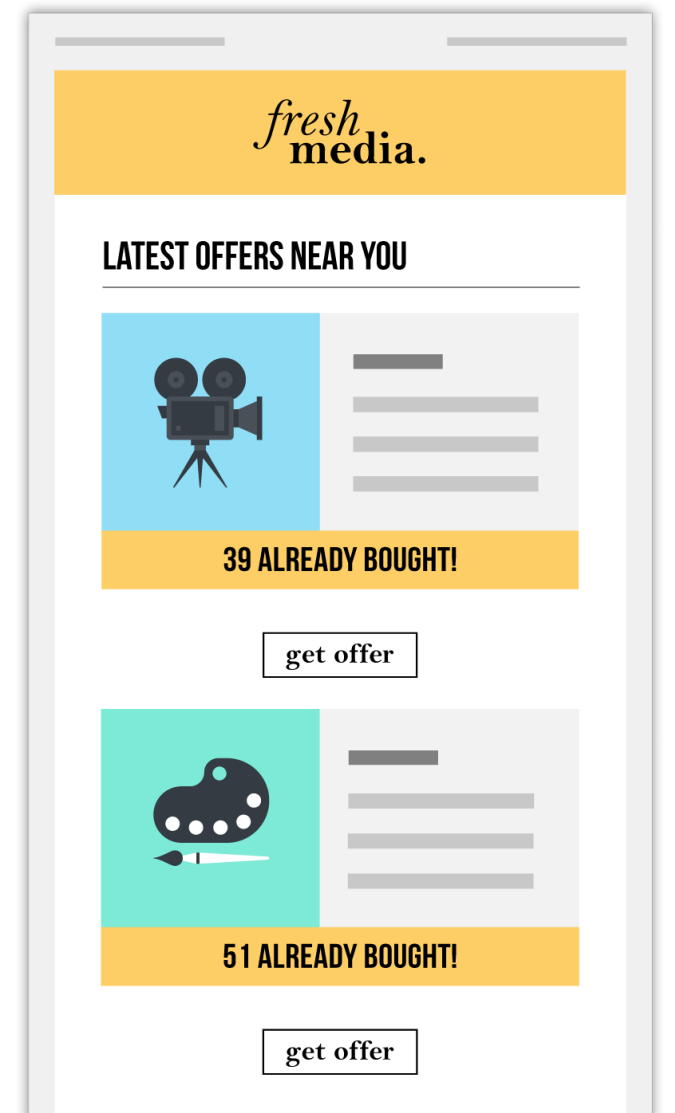 fresh
media.
LATEST OFFERS NEAR YOU
39 ALREADY BOUGHT!
get offer
51 ALREADY BOUGHT!
get offer